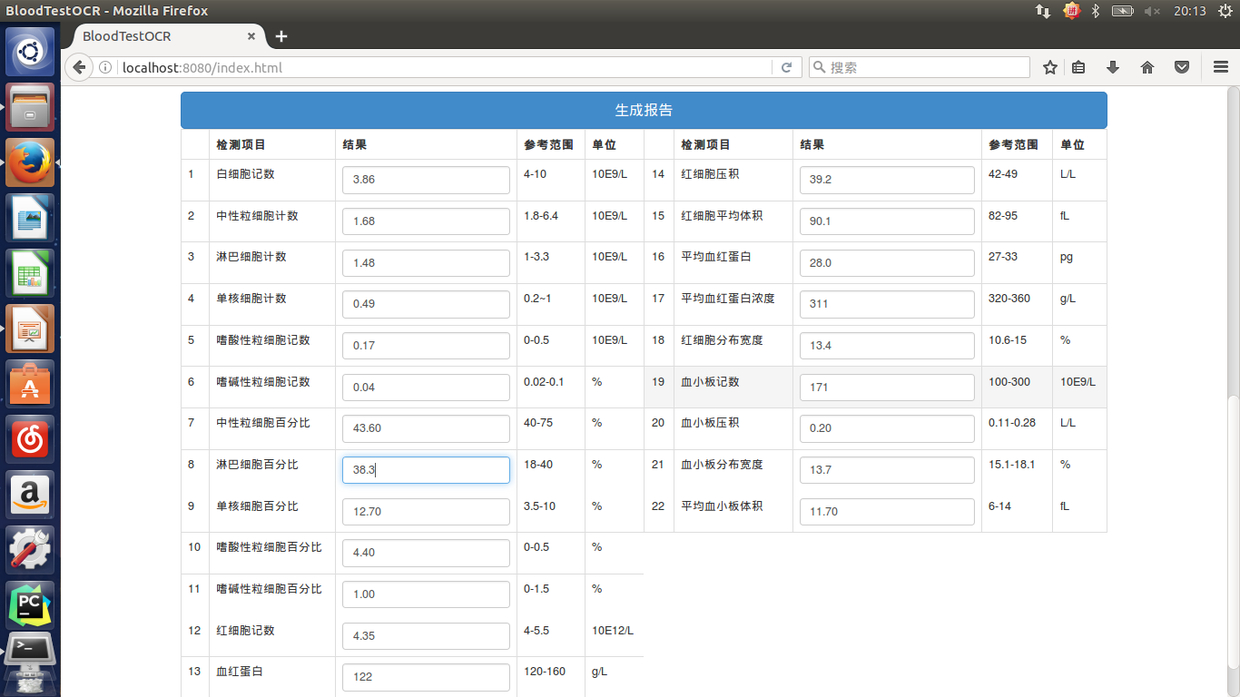 BloodTestOCR - Mozilla Firefox
20:13
BloodTestOCR
localhost:8080/index.html
搜索
生成报告
检测项目 结果 参考范围 单位 检测项目 结果 参考范围 单位
1 白细胞记数 3.86 4-10 10E9/L 14 红细胞压积 39.2 42-49 L/L
2 中性粒细胞计数 1.68 1.8-6.4 10E9/L 15 红细胞平均体积 90.1 82-95 fL
3 淋巴细胞计数 1.48 1-3.3 10E9/L 16 平均血红蛋白 28.0 27-33 pg
4 单核细胞计数 0.49 0.2~1 10E9/L 17 平均血红蛋白浓度 311 320-360 g/L
5 嗜酸性粒细胞记数 0.17 0-0.5 10E9/L 18 红细胞分布宽度 13.4 10.6-15 %
6 嗜碱性粒细胞记数 0.04 0.02-0.1 % 19 血小板记数 171 100-300 10E9/L
7 中性粒细胞百分比 43.60 40-75 % 20 血小板压积 0.20 0.11-0.28 L/L
8 淋巴细胞百分比 38.3 18-40 % 21 血小板分布宽度 13.7 15.1-18.1 %
9 单核细胞百分比 12.70 3.5-10 % 22 平均血小板体积 11.70 6-14 fL
10 嗜酸性粒细胞百分比 4.40 0-0.5 %
11 嗜碱性粒细胞百分比 1.00 0-1.5 %
12 红细胞记数 4.35 4-5.5 10E12/L
13 血红蛋白 122 120-160 g/L
A
a
PC
>_
拼